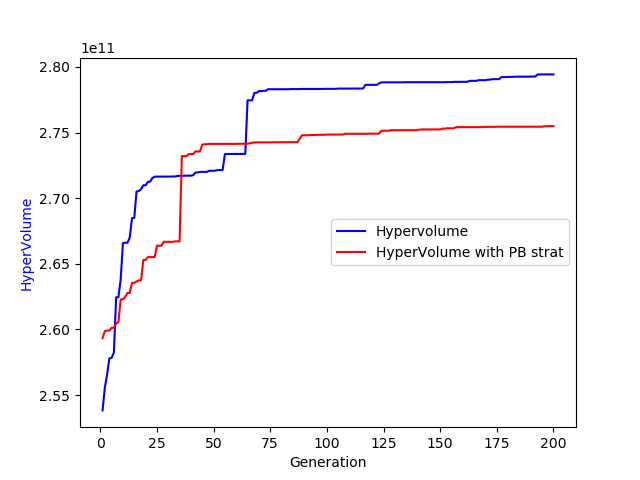 1e11
2.80
2.75
2.70
2.65
2.60
2.55
HyperVolume
Hypervolume
HyperVolume with PB strat
0 25 50 75 100 125 150 175 200
Generation